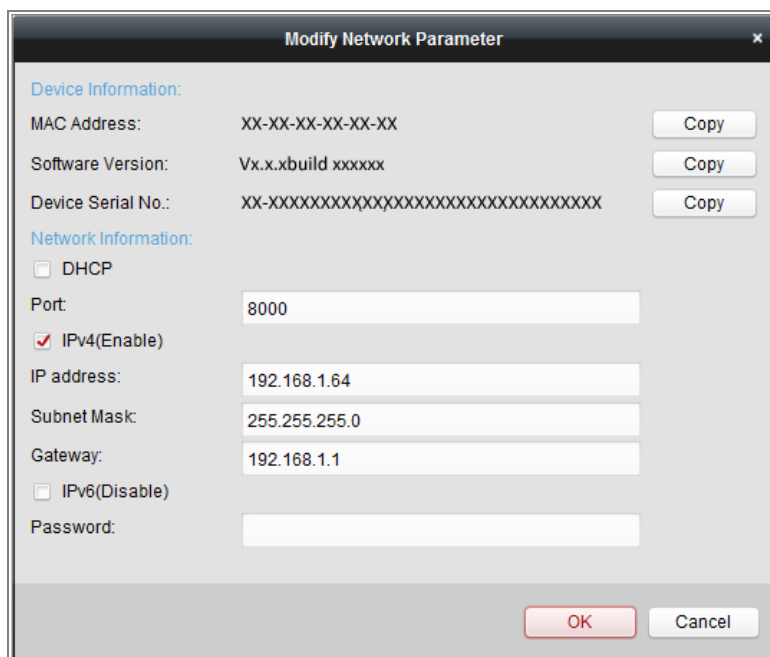 Modify Network Parameter ×
Device Information:
MAC Address: XX-XX-XX-XX-XX-XX Copy
Software Version: Vx.x.xbuild xxxxxx Copy
Device Serial No.: XX-XXXXXXXXXXXXXXXXXXXXXXXXXXXXXXXX Copy
Network Information:
DHCP
Port: 8000
IPv4(Enable)
IP address: 192.168.1.64
Subnet Mask: 255.255.255.0
Gateway: 192.168.1.1
IPv6(Disable)
Password:
OK Cancel